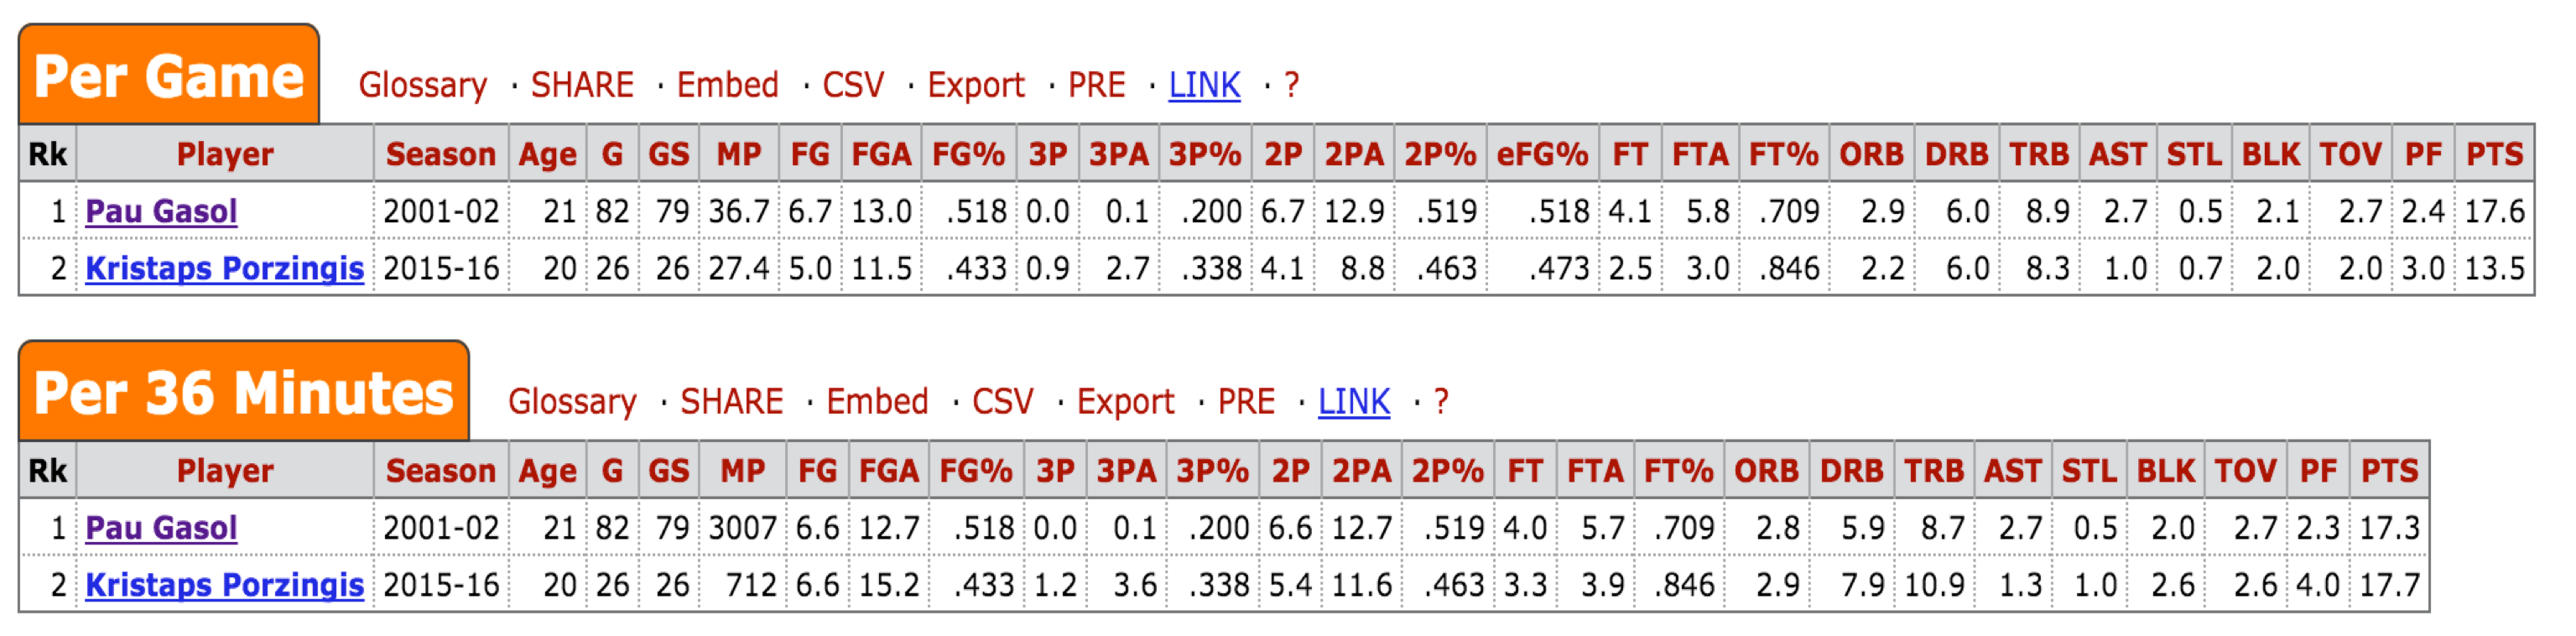 Per Game
Glossary · SHARE · Embed · CSV · Export · PRE · LINK · ?
Rk Player Season Age G GS MP FG FGA FG% 3P 3PA 3P% 2P 2PA 2P% eFG% FT FTA FT% ORB DRB TRB AST STL BLK TOV PF PTS
1 Pau Gasol 2001-02 21 82 79 36.7 6.7 13.0 .518 0.0 0.1 .200 6.7 12.9 .519 .518 4.1 5.8 .709 2.9 6.0 8.9 2.7 0.5 2.1 2.7 2.4 17.6
2 Kristaps Porzingis 2015-16 20 26 26 27.4 5.0 11.5 .433 0.9 2.7 .338 4.1 8.8 .463 .473 2.5 3.0 .846 2.2 6.0 8.3 1.0 0.7 2.0 2.0 3.0 13.5
Per 36 Minutes
Glossary · SHARE · Embed · CSV · Export · PRE · LINK · ?
Rk Player Season Age G GS MP FG FGA FG% 3P 3PA 3P% 2P 2PA 2P% FT FTA FT% ORB DRB TRB AST STL BLK TOV PF PTS
1 Pau Gasol 2001-02 21 82 79 3007 6.6 12.7 .518 0.0 0.1 .200 6.6 12.7 .519 4.0 5.7 .709 2.8 5.9 8.7 2.7 0.5 2.0 2.7 2.3 17.3
2 Kristaps Porzingis 2015-16 20 26 26 712 6.6 15.2 .433 1.2 3.6 .338 5.4 11.6 .463 3.3 3.9 .846 2.9 7.9 10.9 1.3 1.0 2.6 2.6 4.0 17.7